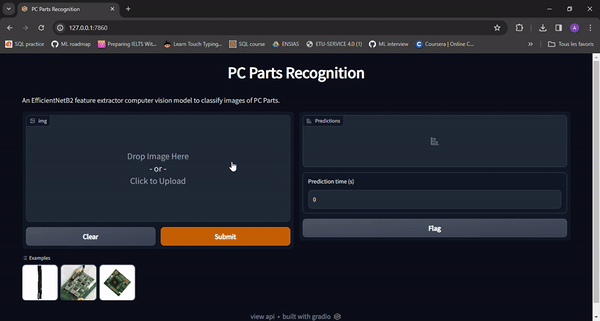 PC Parts Recognition
127.0.0.1:7860
SQL practice
ML roadmap
Preparing IELTS Wit...
Learn Touch Typing...
SQL course
ENSIAS
ETU-SERVICE 4.0 (1)
ML interview
Coursera | Online C...
Tous les favoris
PC Parts Recognition
An EfficientNetB2 feature extractor computer vision model to classify images of PC Parts.
img
Drop Image Here
- or -
Click to Upload
Clear
Submit
Predictions
Prediction time (s)
0
Flag
Examples
view api • built with gradio